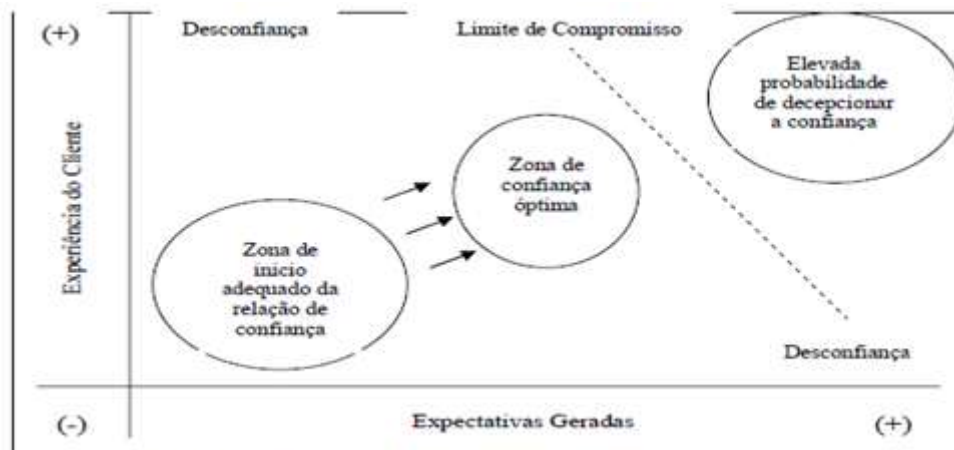 (+)
Desconfiança
Limite de Compromisso
Elevada
probabilidade
de decepcionar
a confiança
Experiência do Cliente
Zona de
confiança
óptima
Zona de
inicio
adequado da
relação de
confiança
Desconfiança
(-)
Expectativas Geradas
(+)